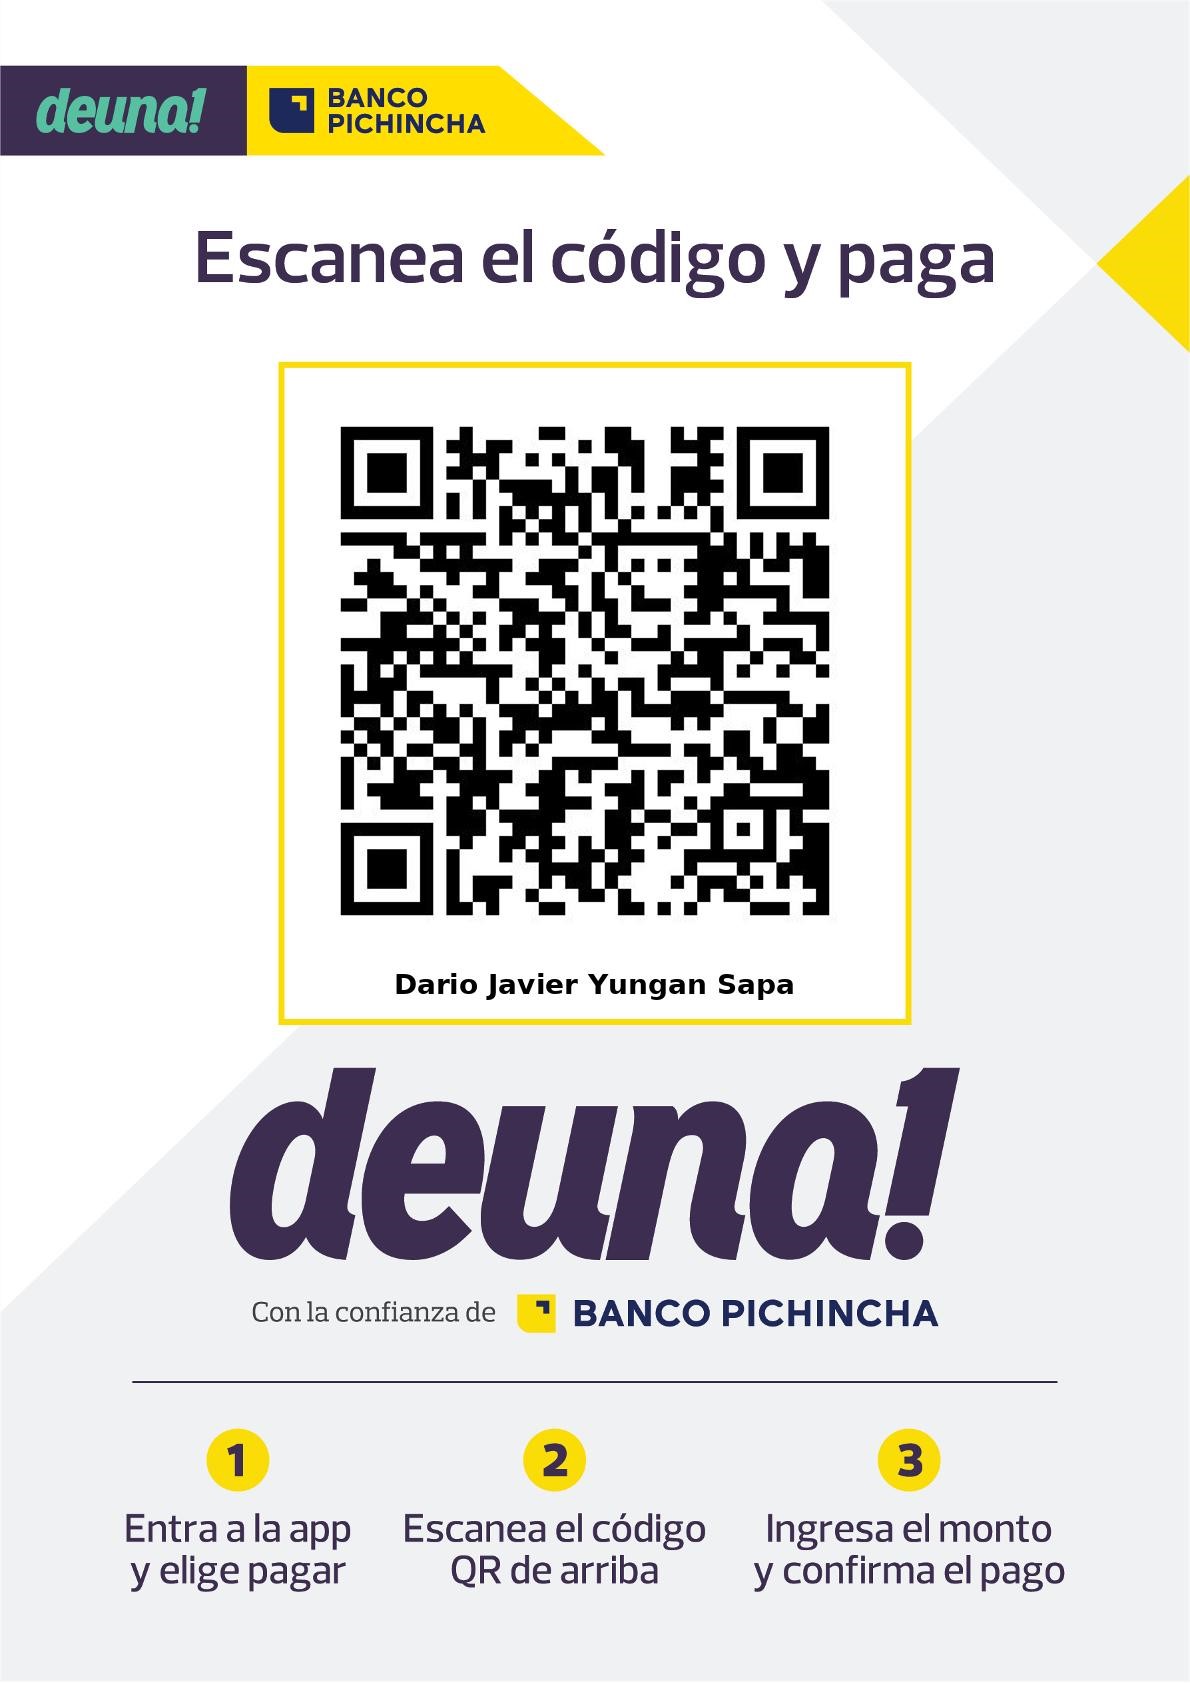 deuna!
BANCO
PICHINCHA
Escanea el código y paga
Dario Javier Yungan Sapa
deuna!
Con la confianza de BANCO PICHINCHA
1
Entra a la app
y elige pagar
2
Escanea el código
QR de arriba
3
Ingresa el monto
y confirma el pago